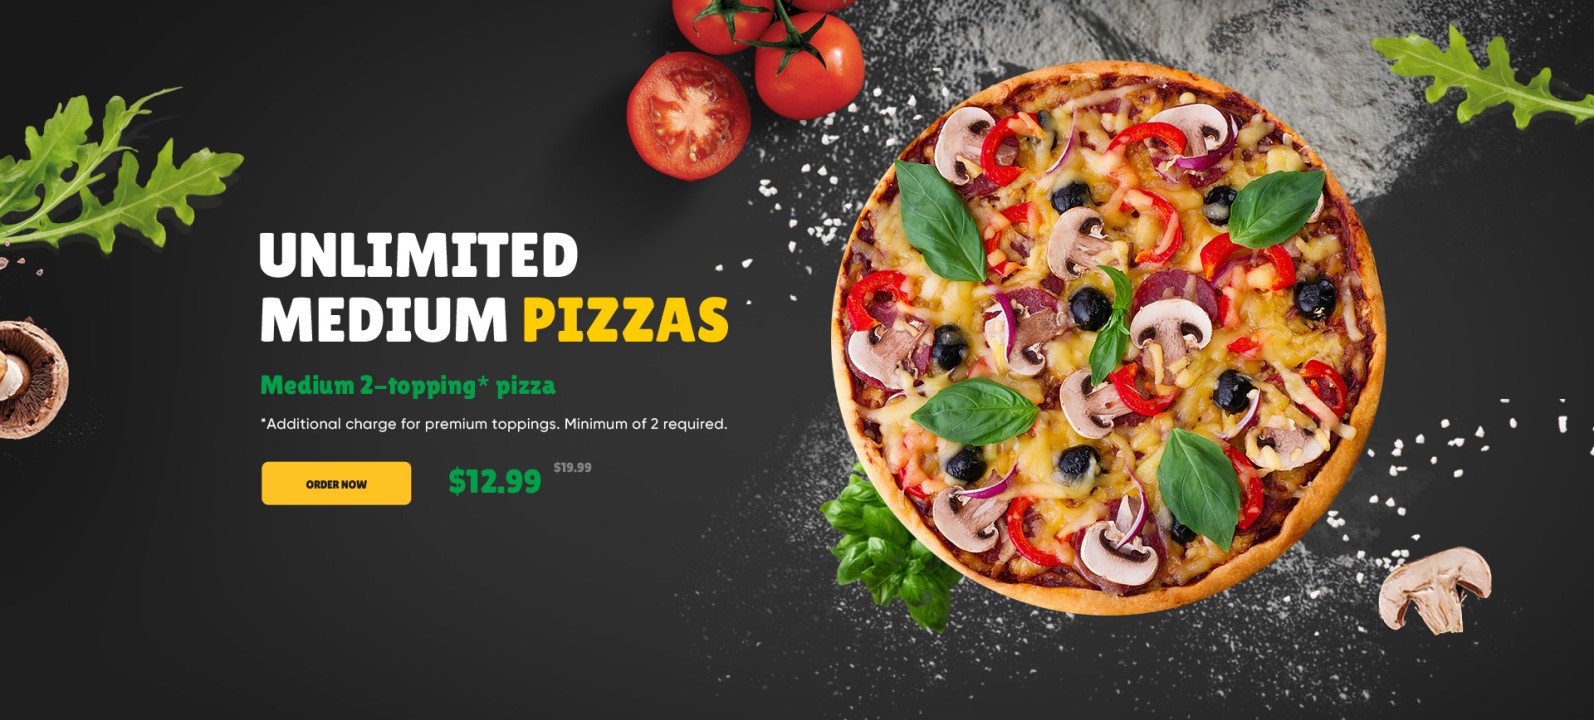 UNLIMITED
MEDIUM PIZZAS
Medium 2-topping* pizza
*Additional charge for premium toppings. Minimum of 2 required.
ORDER NOW
$12.99
$19.99